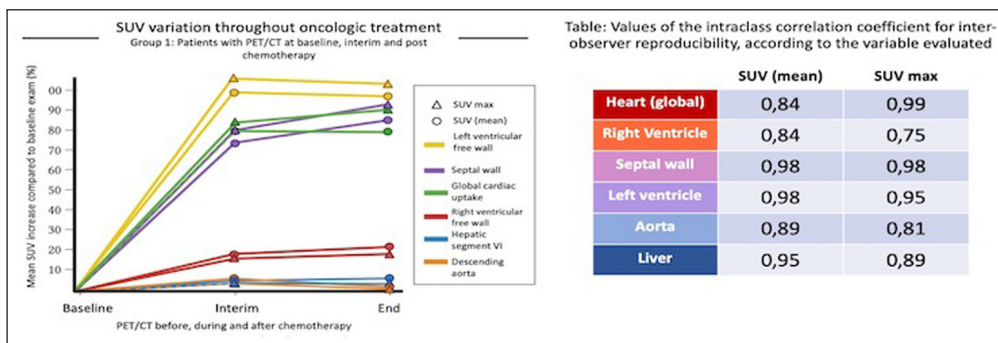 SUV variation throughout oncologic treatment
Group 1: Patients with PET/CT at baseline, interim and post
chemotherapy
Mean SUV increase compared to baseline exam (%)
00
90
80
70
60
50
40
30
20
10
Baseline
Interim
End
PET/CT before, during and after chemotherapy
SUV max
SUV (mean)
Left ventricular
free wall
Septal wall
Global cardiac
uptake
Right ventricular
free wall
Hepatic
segment VI
Descending
aorta
Table: Values of the intraclass correlation coefficient for inter-
observer reproducibility, according to the variable evaluated
SUV (mean) SUV max
Heart (global) 0,84 0,99
Right Ventricle 0,84 0,75
Septal wall 0,98 0,98
Left ventricle 0,98 0,95
Aorta 0,89 0,81
Liver 0,95 0,89